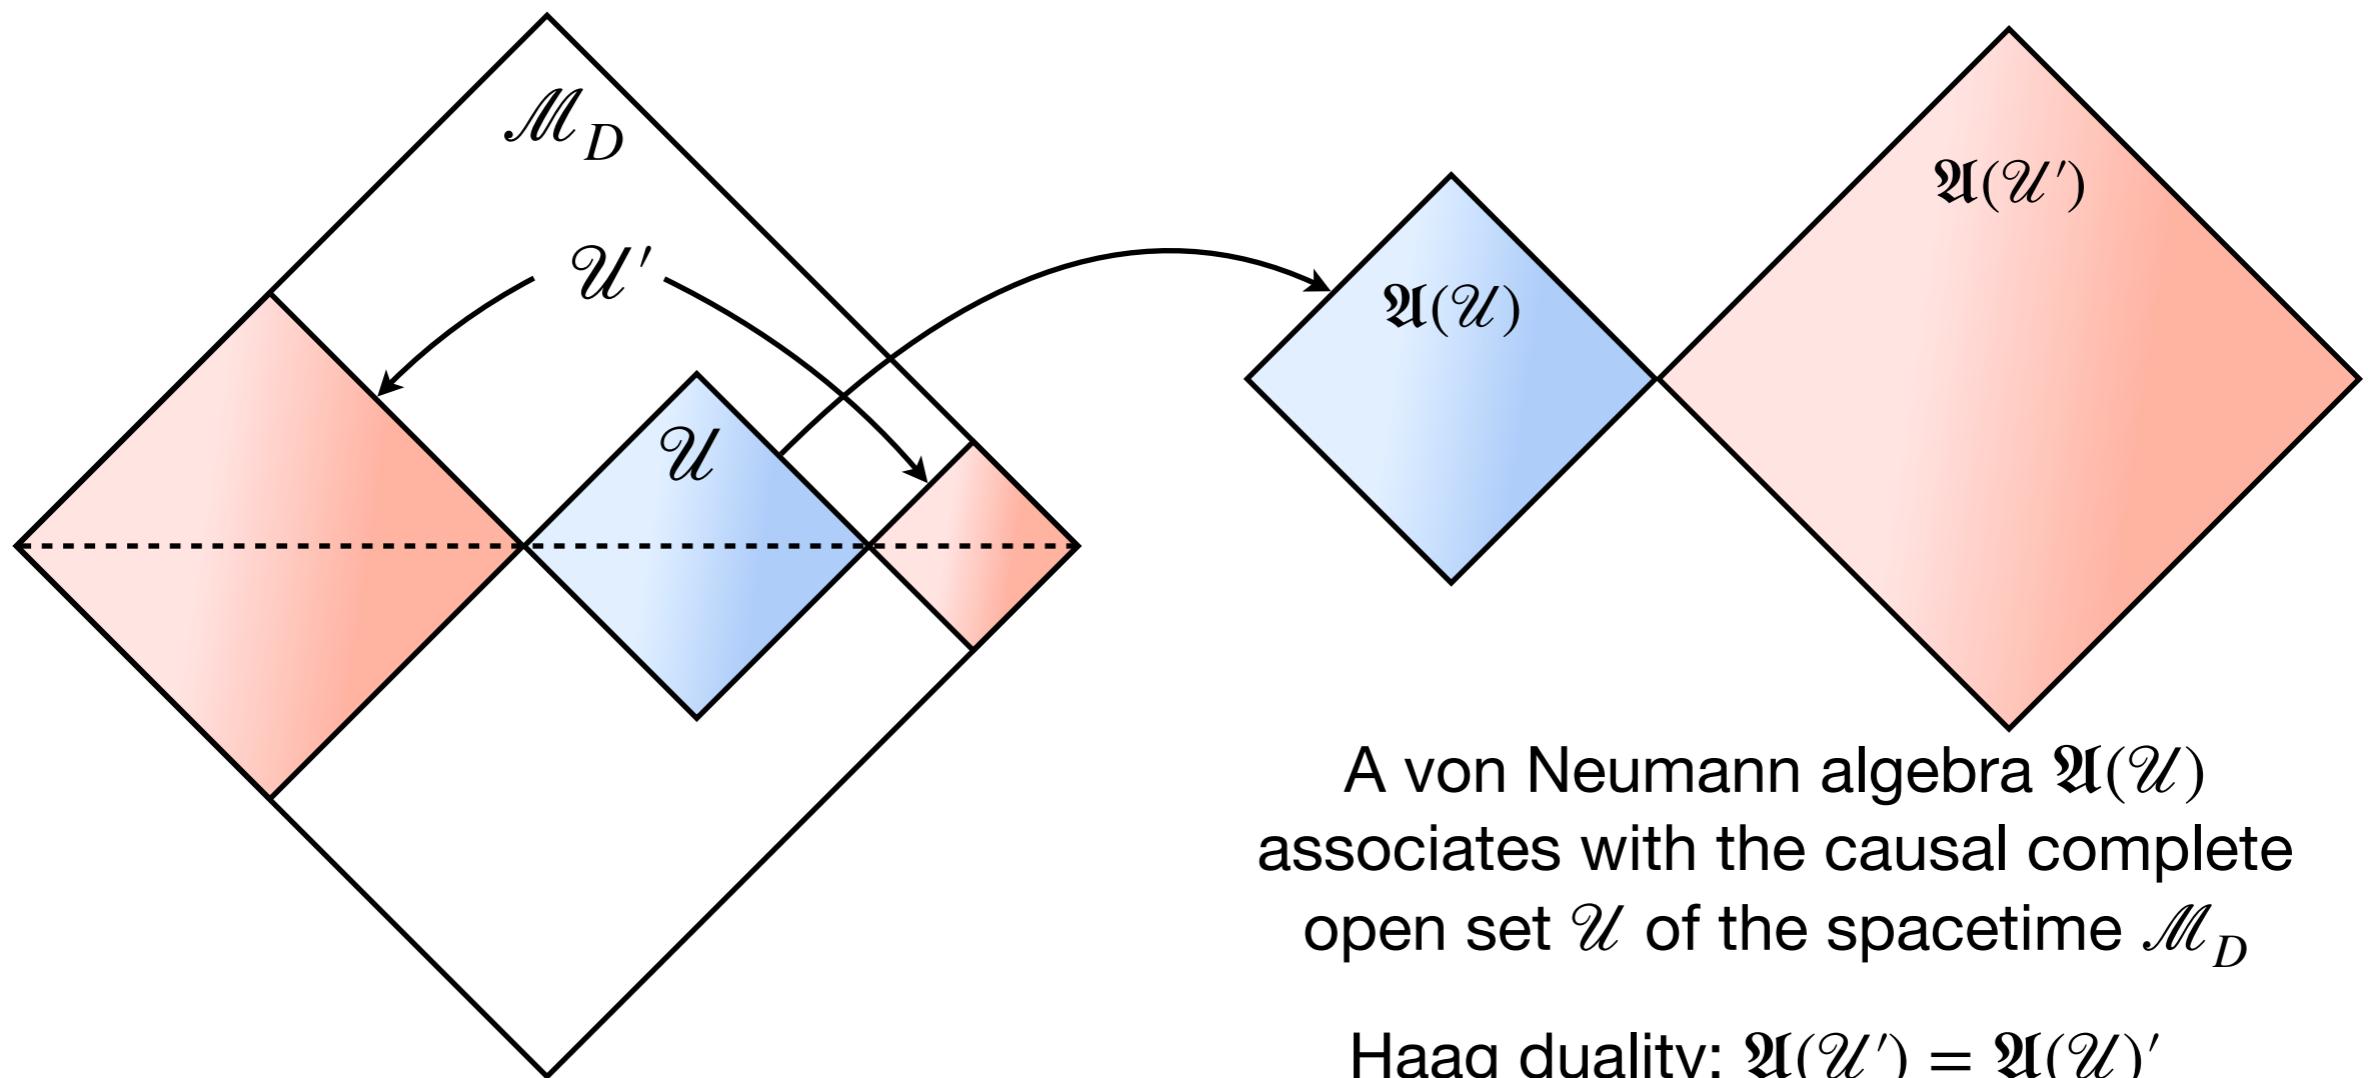 ℳ_D
𝒰′
𝒰
𝔄(𝒰)
𝔄(𝒰′)
A von Neumann algebra 𝔄(𝒰)
associates with the causal complete
open set 𝒰 of the spacetime ℳ_D
Haag duality: 𝔄(𝒰′) = 𝔄(𝒰)′